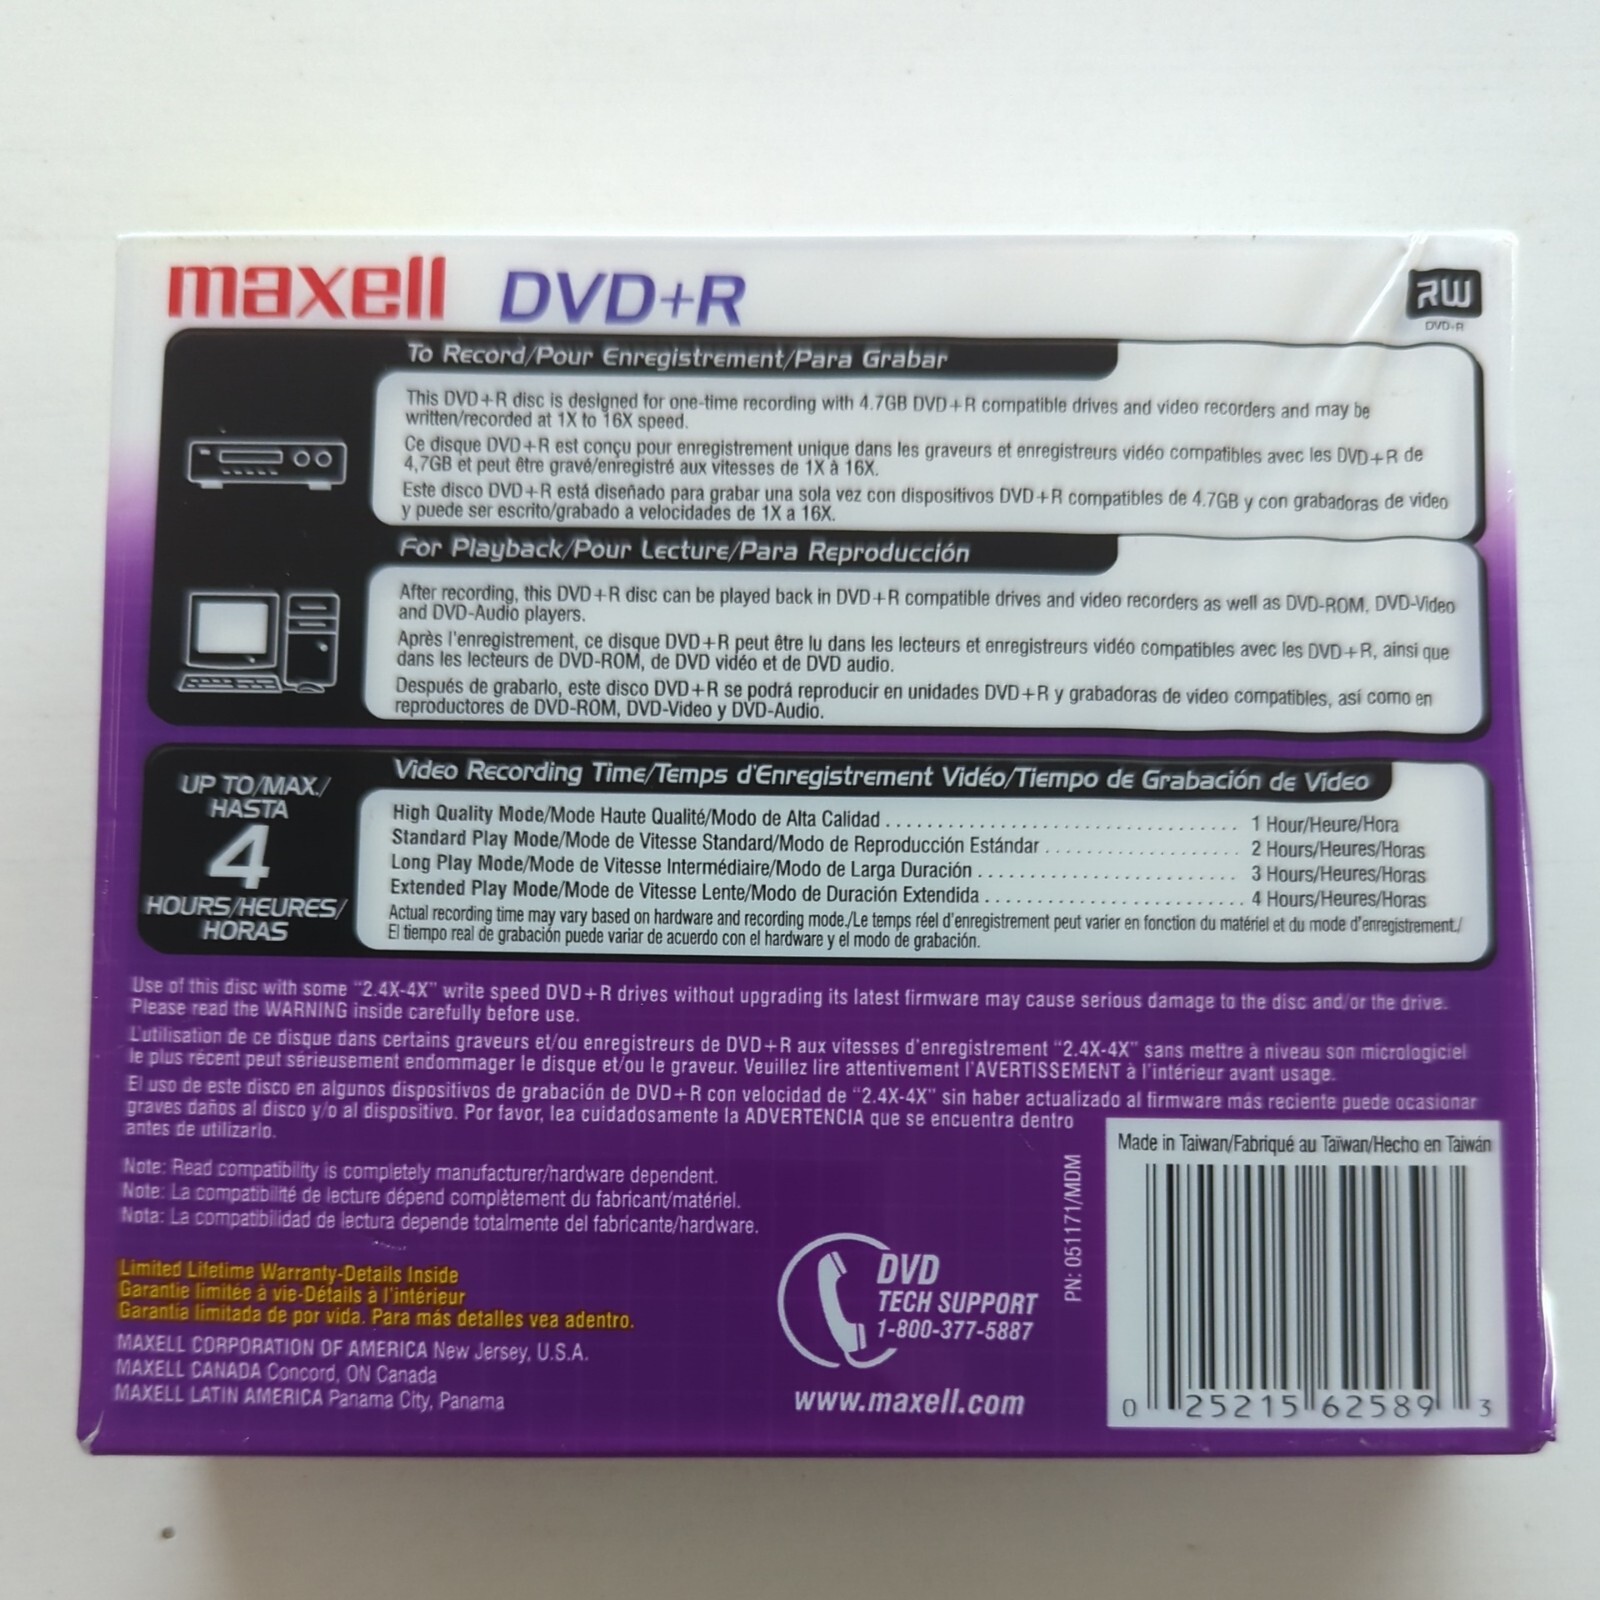 maxell DVD+R
RW
DVD+R
To Record/Pour Enregistrement/Para Grabar
This DVD+R disc is designed for one-time recording with 4.7GB DVD+R compatible drives and video recorders and may be
written/recorded at 1X to 16X speed.
Ce disque DVD+R est conçu pour enregistrement unique dans les graveurs et enregistreurs vidéo compatibles avec les DVD+R de
4,7GB et peut être gravé/enregistré aux vitesses de 1X à 16X.
Este disco DVD+R está diseñado para grabar una sola vez con dispositivos DVD+R compatibles de 4.7GB y con grabadoras de video
y puede ser escrito/grabado a velocidades de 1X a 16X.
For Playback/Pour Lecture/Para Reproducción
After recording, this DVD+R disc can be played back in DVD+R compatible drives and video recorders as well as DVD-ROM, DVD-Video
and DVD-Audio players.
Après l'enregistrement, ce disque DVD+R peut être lu dans les lecteurs et enregistreurs vidéo compatibles avec les DVD+R, ainsi que
dans les lecteurs de DVD-ROM, de DVD vidéo et de DVD audio.
Después de grabarlo, este disco DVD+R se podrá reproducir en unidades DVD+R y grabadoras de video compatibles, así como en
reproductores de DVD-ROM, DVD-Video y DVD-Audio.
UP TO/MAX./
HASTA
4
HOURS/HEURES/
HORAS
Video Recording Time/Temps d'Enregistrement Vidéo/Tiempo de Grabación de Video
High Quality Mode/Mode Haute Qualité/Modo de Alta Calidad .................................. 1 Hour/Heure/Hora
Standard Play Mode/Mode de Vitesse Standard/Modo de Reproducción Estándar ................... 2 Hours/Heures/Horas
Long Play Mode/Mode de Vitesse Intermédiaire/Modo de Larga Duración ......................... 3 Hours/Heures/Horas
Extended Play Mode/Mode de Vitesse Lente/Modo de Duración Extendida ......................... 4 Hours/Heures/Horas
Actual recording time may vary based on hardware and recording mode./Le temps réel d'enregistrement peut varier en fonction du matériel et du mode d'enregistrement./
El tiempo real de grabación puede variar de acuerdo con el hardware y el modo de grabación.
Use of this disc with some "2.4X-4X" write speed DVD+R drives without upgrading its latest firmware may cause serious damage to the disc and/or the drive.
Please read the WARNING inside carefully before use.
L'utilisation de ce disque dans certains graveurs et/ou enregistreurs de DVD+R aux vitesses d'enregistrement "2.4X-4X" sans mettre à niveau son micrologiciel
le plus récent peut sérieusement endommager le disque et/ou le graveur. Veuillez lire attentivement l'AVERTISSEMENT à l'intérieur avant usage.
El uso de este disco en algunos dispositivos de grabación de DVD+R con velocidad de "2.4X-4X" sin haber actualizado al firmware más reciente puede ocasionar
graves daños al disco y/o al dispositivo. Por favor, lea cuidadosamente la ADVERTENCIA que se encuentra dentro
antes de utilizarlo.
Note: Read compatibility is completely manufacturer/hardware dependent.
Note: La compatibilité de lecture dépend complètement du fabricant/matériel.
Nota: La compatibilidad de lectura depende totalmente del fabricante/hardware.
Limited Lifetime Warranty-Details Inside
Garantie limitée à vie-Détails à l'intérieur
Garantía limitada de por vida. Para más detalles vea adentro.
MAXELL CORPORATION OF AMERICA New Jersey, U.S.A.
MAXELL CANADA Concord, ON Canada
MAXELL LATIN AMERICA Panama City, Panama
DVD
TECH SUPPORT
1-800-377-5887
www.maxell.com
PN: 051171/MDM
Made in Taiwan/Fabriqué au Taïwan/Hecho en Taiwán
0 25215 62589 3